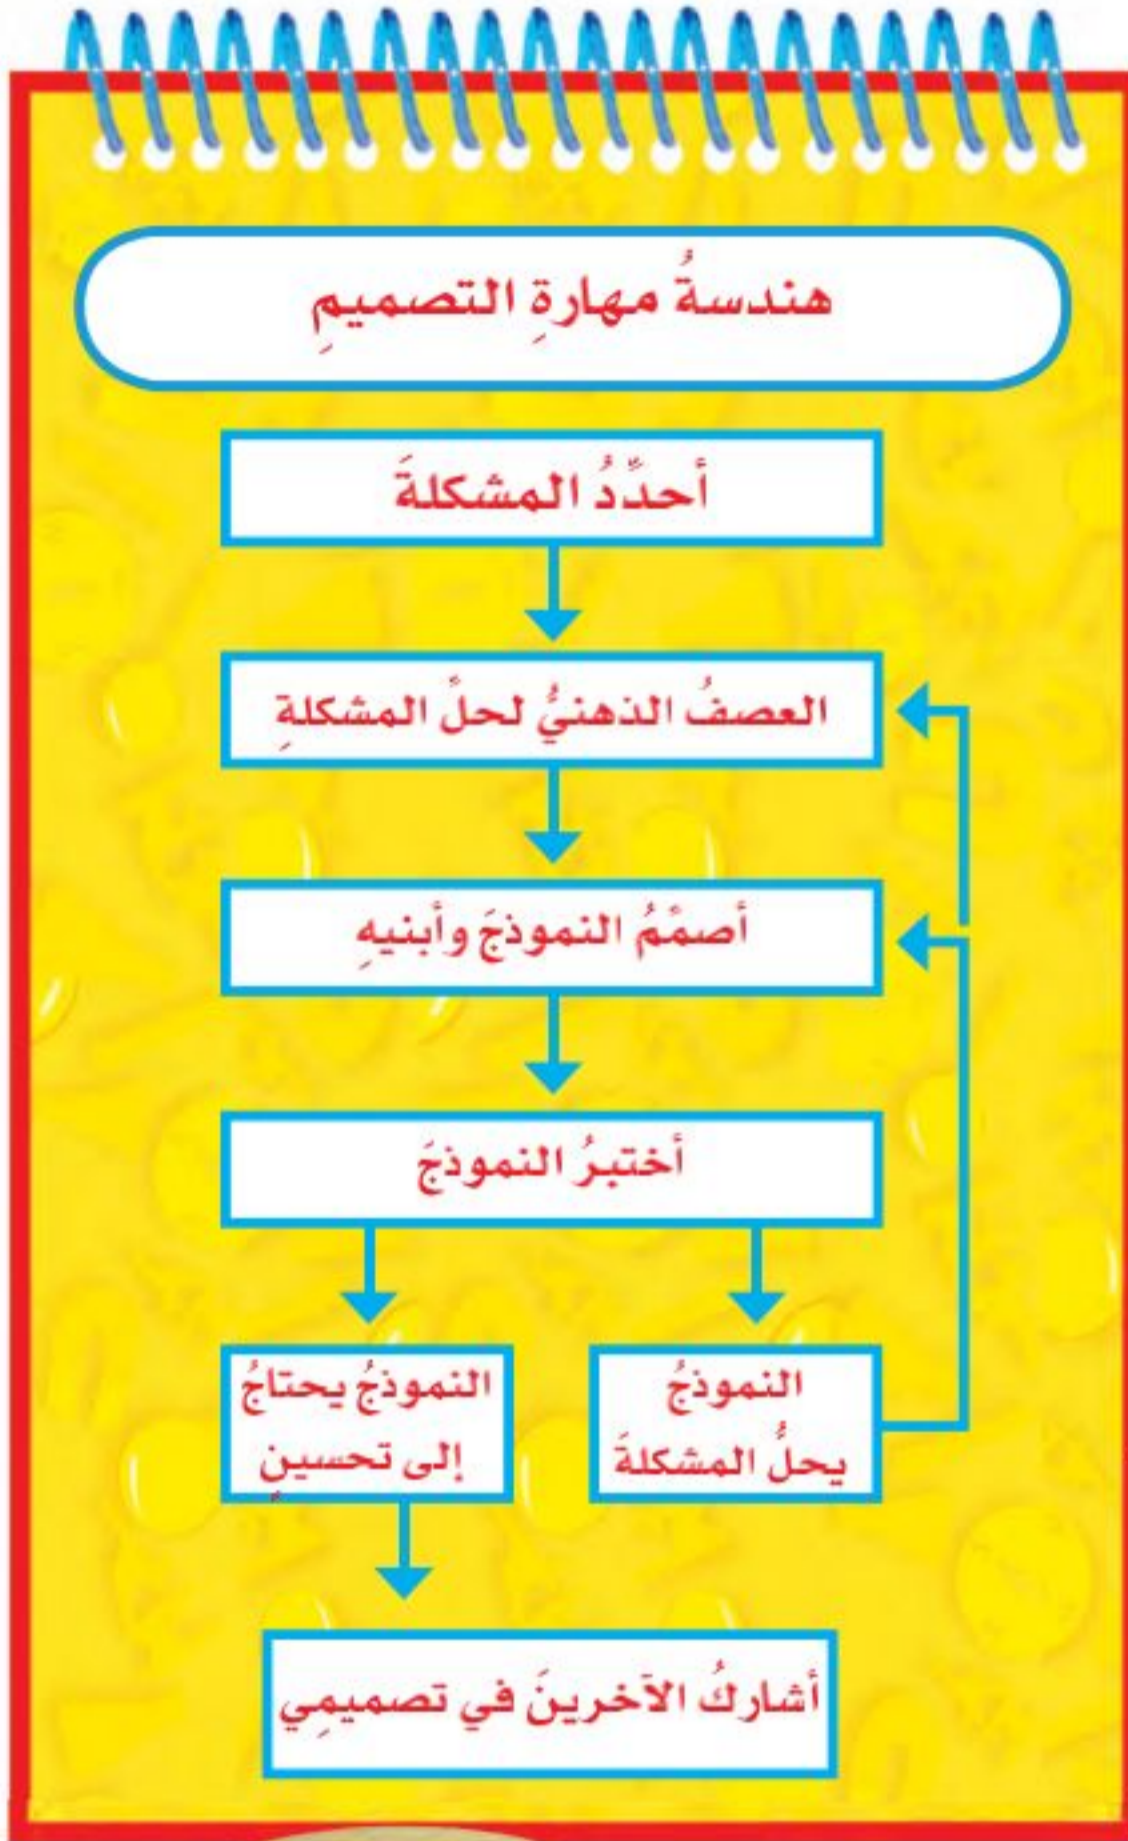 هندسةُ مهارةِ التصميمِ
أحدِّدُ المشكلةَ
العصفُ الذهنيُّ لحلِّ المشكلةِ
أصمِّمُ النموذجَ وأبنيهِ
أختبرُ النموذجَ
النموذجُ
يحلُّ المشكلةَ
النموذجُ يحتاجُ
إلى تحسينٍ
أشاركُ الآخرينَ في تصميمِي